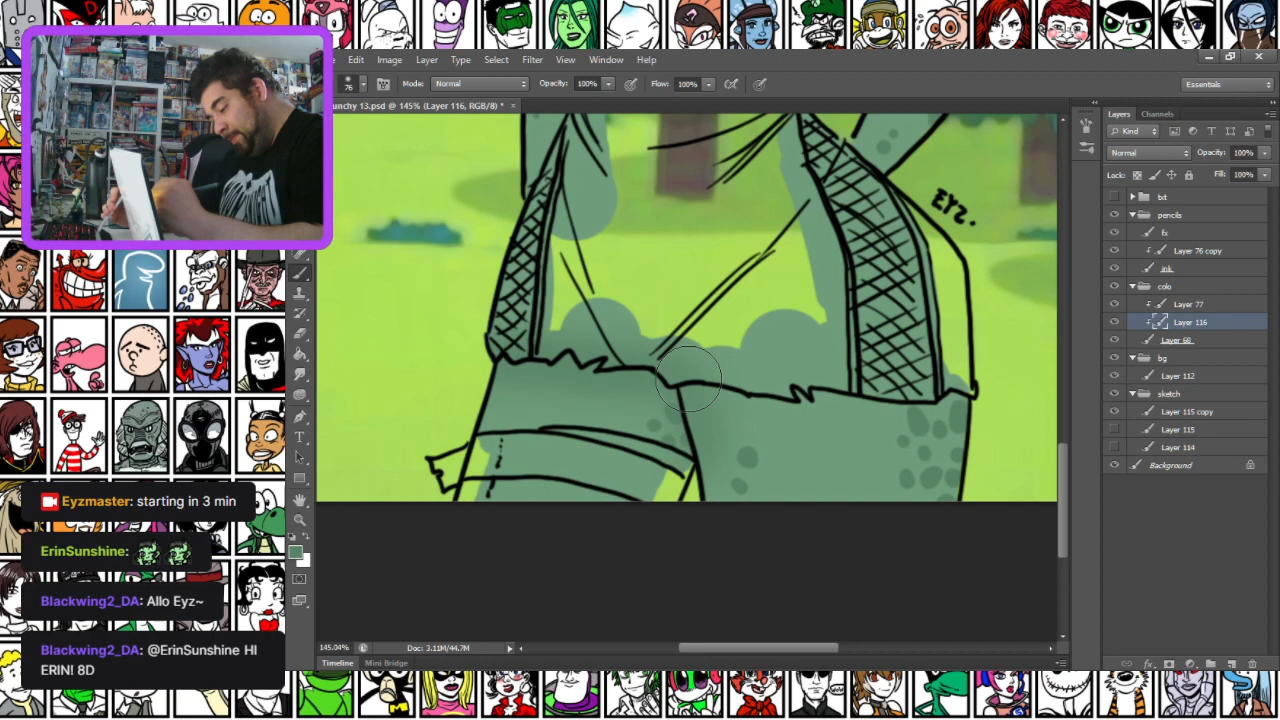 Edit Image Layer Type Select Filter View Window Help
76 Mode: Normal Opacity: 100% Flow: 100% Essentials
unchy 13.psd @ 145% (Layer 116, RGB/8) * ×
Layers Channels
Kind
Normal Opacity: 100%
Lock: Fill: 100%
txt
pencils
fx
Layer 76 copy
ink
colo
Layer 77
Layer 116
Layer 68
bg
Layer 112
sketch
Layer 115 copy
Layer 115
Layer 114
Background
EYZ.
Eyzmaster: starting in 3 min
ErinSunshine:
Blackwing2_DA: Allo Eyz~
Blackwing2_DA: @ErinSunshine HI
ERIN! 8D
145.04% Doc: 3.11M/44.7M
Timeline Mini Bridge